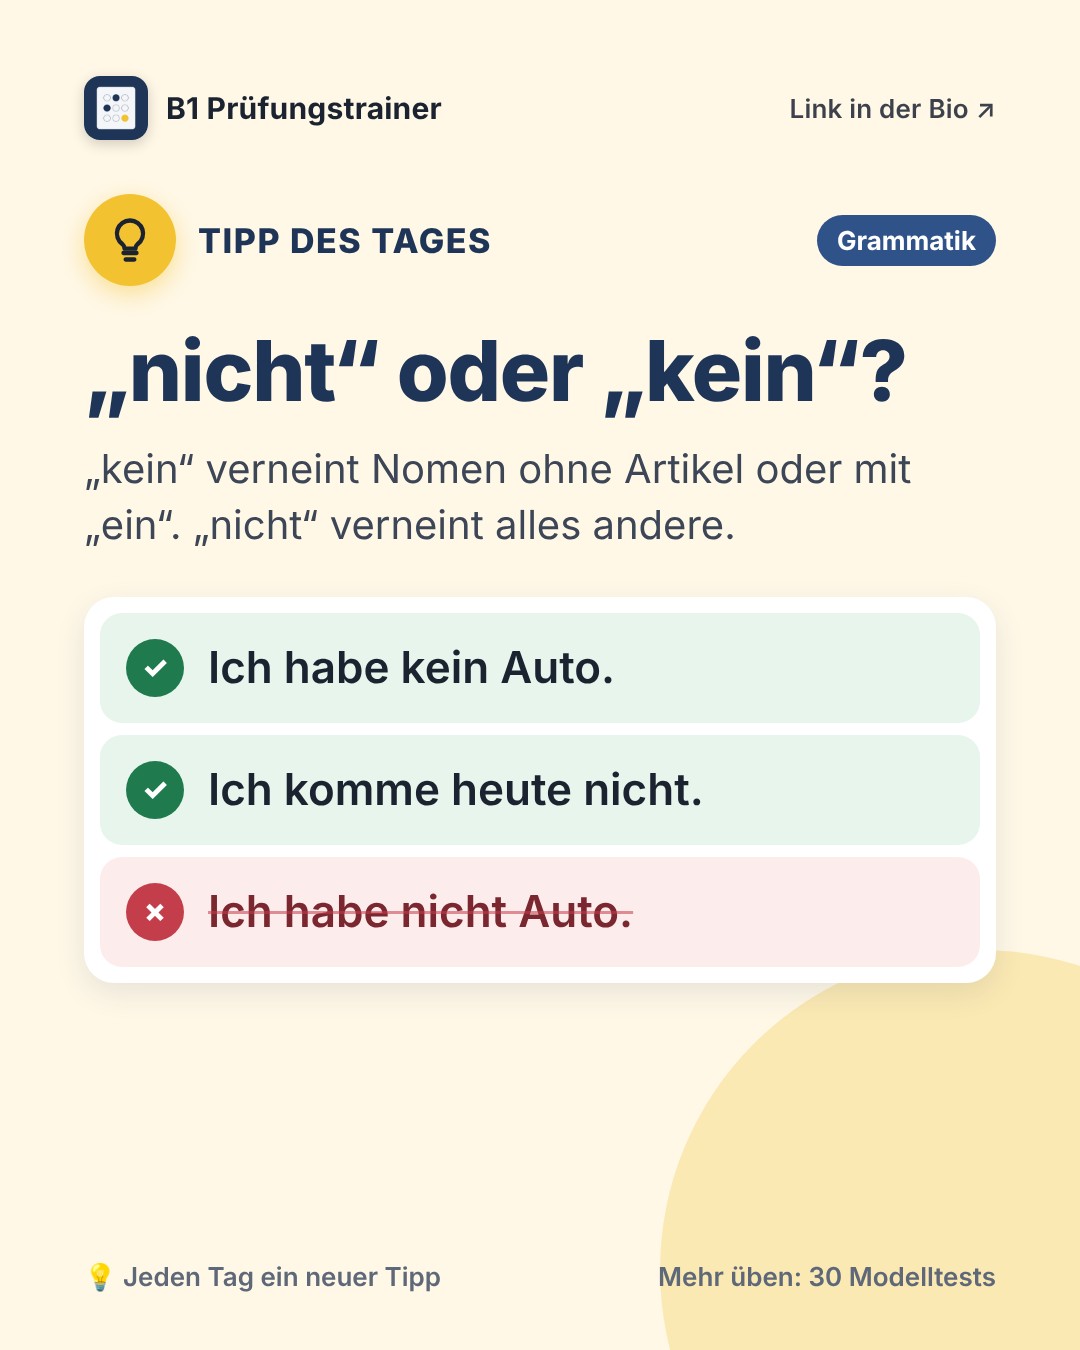 B1 Prüfungstrainer
Link in der Bio ↗
TIPP DES TAGES
Grammatik
„nicht“ oder „kein“?
„kein“ verneint Nomen ohne Artikel oder mit
„ein“. „nicht“ verneint alles andere.
Ich habe kein Auto.
Ich komme heute nicht.
Ich habe nicht Auto.
💡 Jeden Tag ein neuer Tipp
Mehr üben: 30 Modelltests